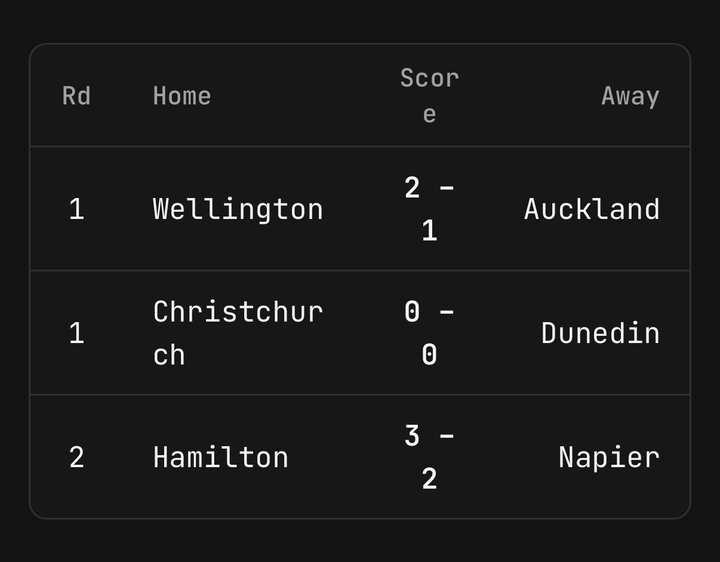 Rd Home Scor
e Away
1 Wellington 2 –
1 Auckland
1 Christchur
ch 0 –
0 Dunedin
2 Hamilton 3 –
2 Napier